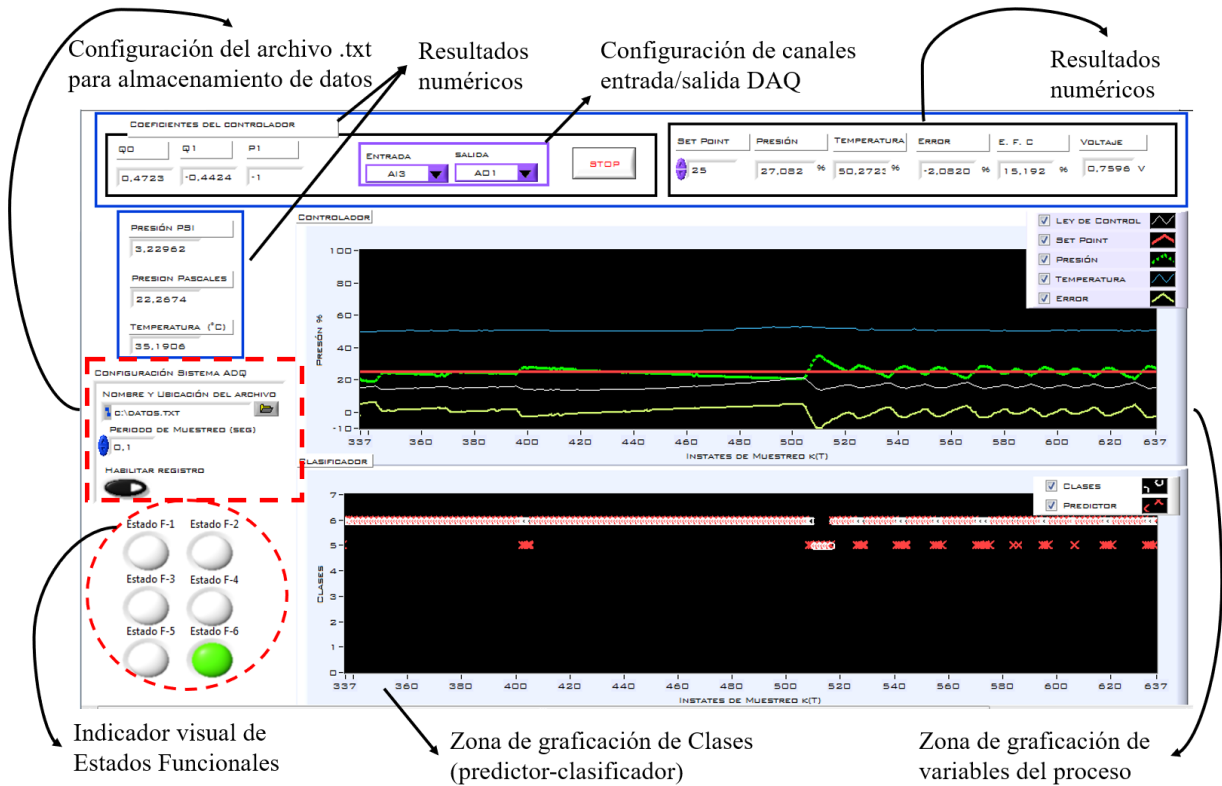 Configuración del archivo .txt
para almacenamiento de datos
Resultados
numéricos
Configuración de canales
entrada/salida DAQ
Resultados
numéricos
Coeficientes del controlador
Q0
Q1
P1
0,4723
-0,4424
-1
Entrada
AI3
salida
AO1
STOP
Set Point
Presión
Temperatura
Error
E. F. C
Voltaje
25
27,082 %
50,2723 %
-2,0820 %
15,192 %
0,7596 V
Presión PSI
3,22962
Presion Pascales
22,2674
Temperatura (°C)
35,1906
Configuración Sistema ADQ
Nombre y Ubicación del archivo
C:\DATOS.TXT
Periodo de Muestreo (seg)
0,1
Habilitar registro
Controlador
Ley de Control
Set Point
Presión
Temperatura
Error
Presón %
100
80
60
40
20
0
-10
337 360 380 400 420 440 460 480 500 520 540 560 580 600 620 637
Instates de Muestreo k(T)
Clasificador
Clases
Predictor
Clases
7
6
5
4
3
2
1
0
337 360 380 400 420 440 460 480 500 520 540 560 580 600 620 637
Instates de Muestreo k(T)
Estado F-1 Estado F-2
Estado F-3 Estado F-4
Estado F-5 Estado F-6
Indicador visual de
Estados Funcionales
Zona de graficación de Clases
(predictor-clasificador)
Zona de graficación de
variables del proceso